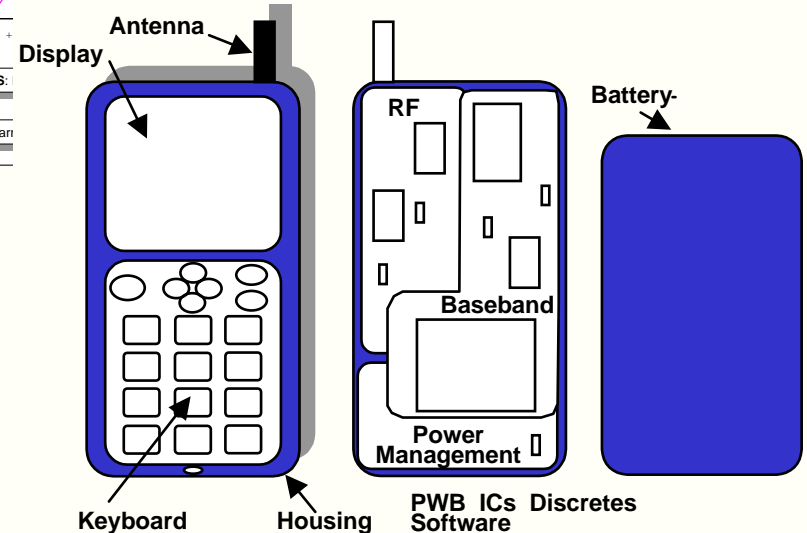 Antenna
Display
S:
RF
Battery-
Baseband
Power
Management
Keyboard
Housing
PWB ICs Discretes
Software